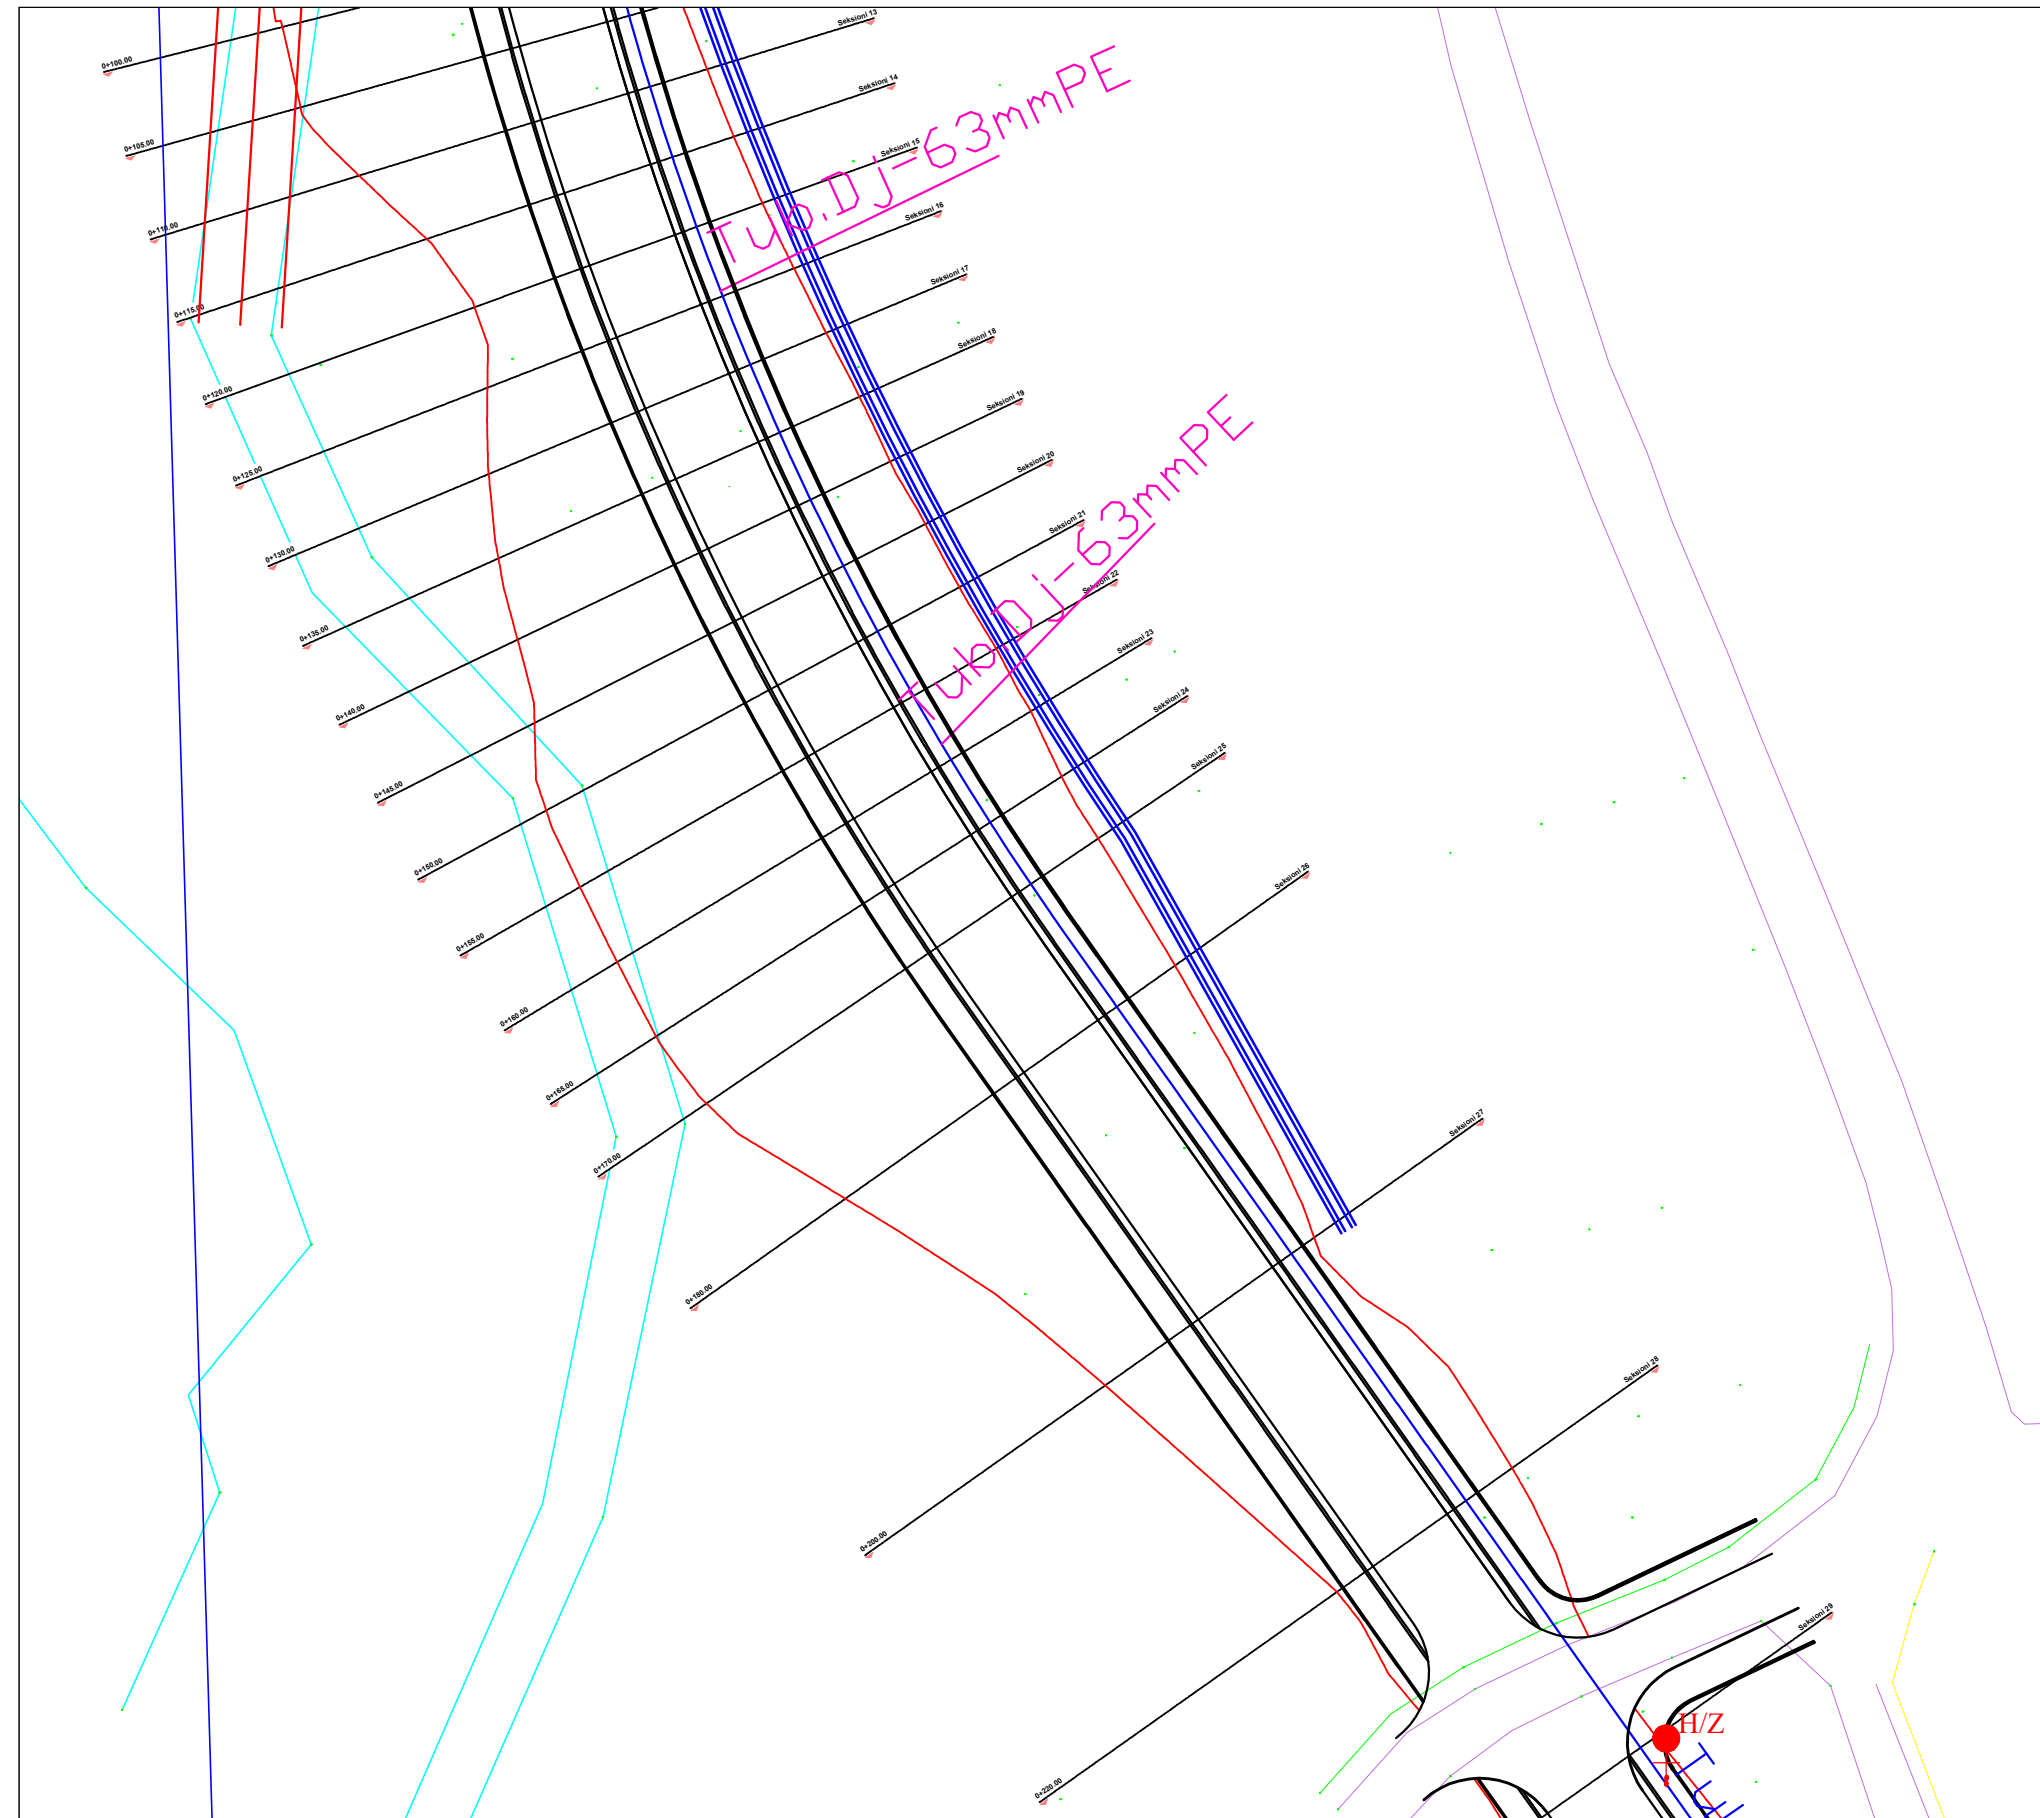 Seksioni 13
0+100.00
Seksioni 14
0+105.00
Seksioni 15
Tub.Dj-63mmPE
Seksioni 16
0+110.00
Seksioni 17
0+115.00
Seksioni 18
0+120.00
Seksioni 19
0+125.00
Seksioni 20
0+130.00
Seksioni 21
Tub.Dj-63mmPE
Seksioni 22
0+135.00
Seksioni 23
0+140.00
Seksioni 24
0+145.00
Seksioni 25
0+150.00
Seksioni 26
0+155.00
0+160.00
0+165.00
Seksioni 27
0+170.00
0+180.00
Seksioni 28
0+200.00
Seksioni 29
H/Z
0+220.00